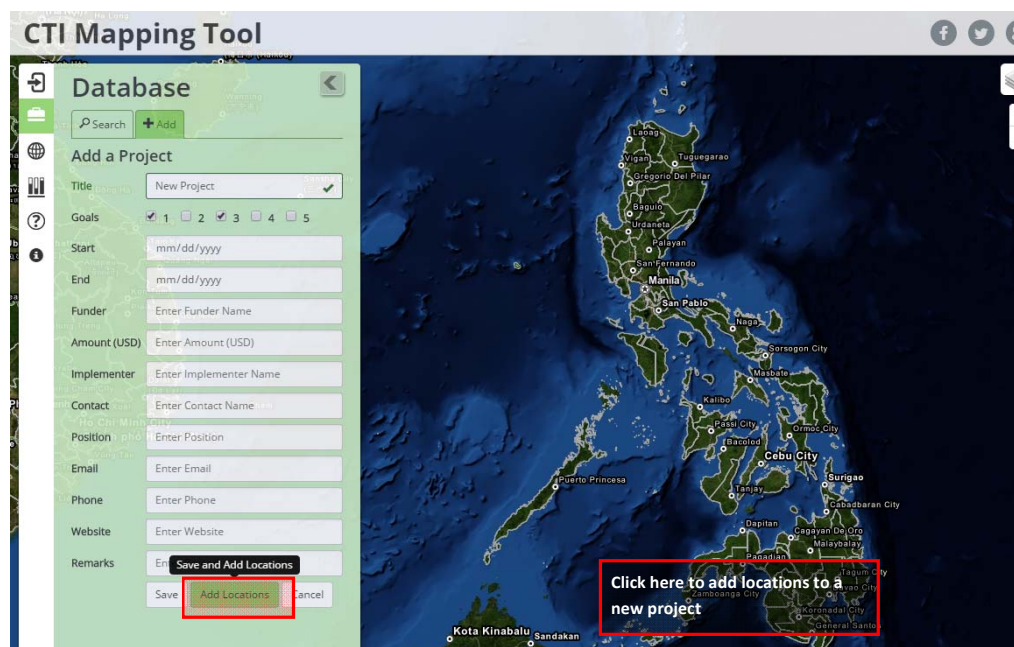 CTI Mapping Tool
Database
Search
Add
Add a Project
Title
New Project
Goals
1 2 3 4 5
Start
mm/dd/yyyy
End
mm/dd/yyyy
Funder
Enter Funder Name
Amount (USD)
Enter Amount (USD)
Implementer
Enter Implementer Name
Contact
Enter Contact Name
Position
Enter Position
Email
Enter Email
Phone
Enter Phone
Website
Enter Website
Remarks
Save and Add Locations
Save
Add Locations
Cancel
Laoag
Vigan
Tuguegarao
Gregorio Del Pilar
Baguio
Urdaneta
Palayan
San Fernando
Manila
San Pablo
Naga
Sorsogon City
Masbate
Kalibo
Passi City
Ormoc City
Bacolod
Cebu City
Puerto Princesa
Tanjay
Surigao
Cabadbaran City
Dapitan
Cagayan De Oro
Malaybalay
Pagadian
Tagum City
Davao City
Zamboanga City
Koronadal City
General Santos
Click here to add locations to a
new project
Kota Kinabalu
Sandakan